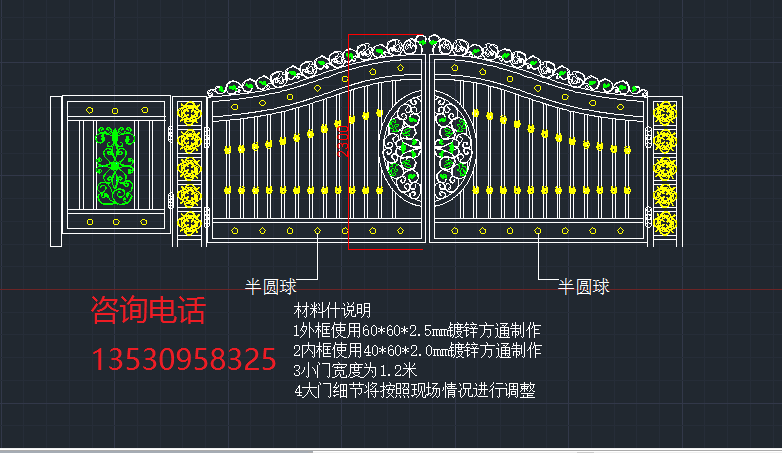 2300
半圆球
半圆球
咨询电话
13530958325
材料什说明
1外框使用60*60*2.5mm镀锌方通制作
2内框使用40*60*2.0mm镀锌方通制作
3小门宽度为1.2米
4大门细节将按照现场情况进行调整